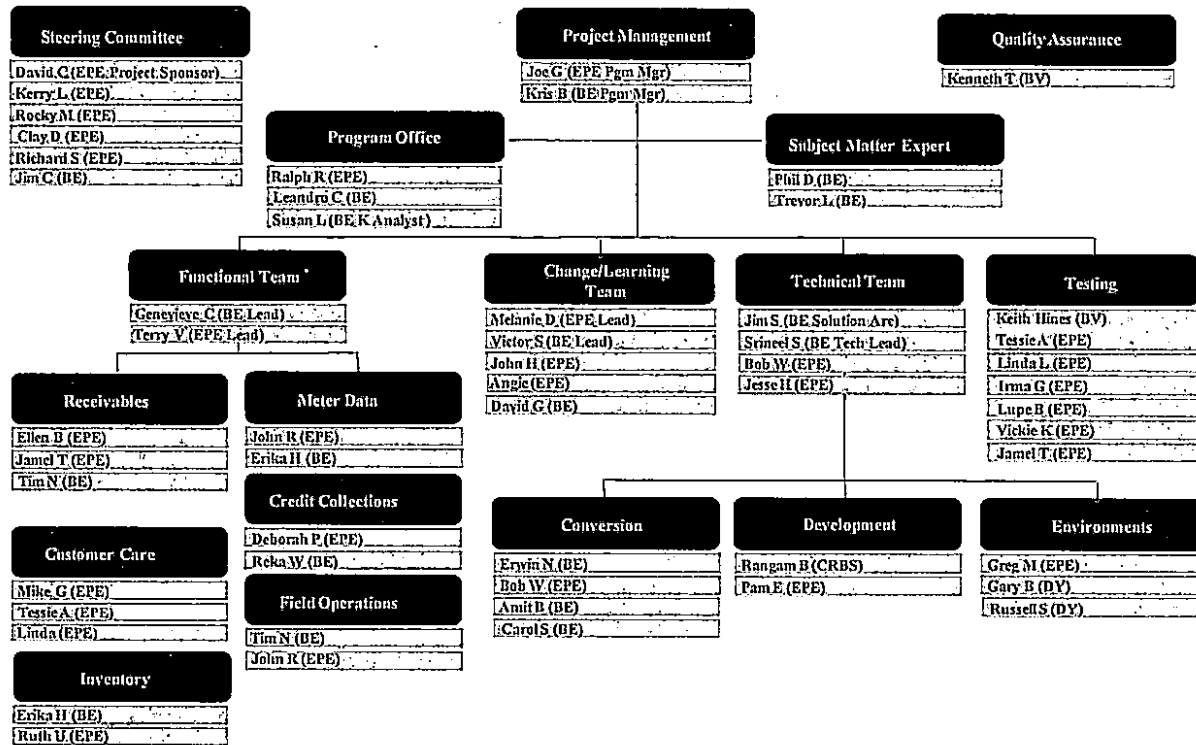 Steering Committee
David C (EPE Project Sponsor)
Kerry L (EPE)
Rocky M (EPE)
Clay D (EPE)
Richard S (EPE)
Jim C (BE)
Project Management
Joe G (EPE Pgm Mgr)
Kris B (BE Pgm Mgr)
Quality Assurance
Kenneth T (BV)
Program Office
Ralph R (EPE)
Leandro C (BE)
Susan L (BE K Analyst)
Subject Matter Expert
Phil D (BE)
Trevor L (BE)
Functional Team
Genevieve C (BE Lead)
Terry V (EPE Lead)
Change/Learning
Team
Melanie D (EPE Lead)
Victor S (BE Lead)
John H (EPE)
Angie (EPE)
David G (BE)
Technical Team
Jim S (BE Solution Arc)
Srineel S (BE Tech Lead)
Bob W (EPE)
Jesse H (EPE)
Testing
Keith Hines (BV)
Tessie A (EPE)
Linda L (EPE)
Irma G (EPE)
Lupe B (EPE)
Vickie K (EPE)
Jamel T (EPE)
Receivables
Ellen B (EPE)
Jamel T (EPE)
Tim N (BE)
Meter Data
John R (EPE)
Erika H (BE)
Credit Collections
Deborah P (EPE)
Reka W (BE)
Customer Care
Mike G (EPE)
Tessie A (EPE)
Linda (EPE)
Field Operations
Tim N (BE)
John R (EPE)
Inventory
Erika H (BE)
Ruth U (EPE)
Conversion
Erwin N (BE)
Bob W (EPE)
Amit B (BE)
Carol S (BE)
Development
Rangam B (CRBS)
Pam E (EPE)
Environments
Greg M (EPE)
Gary B (DY)
Russell S (DY)